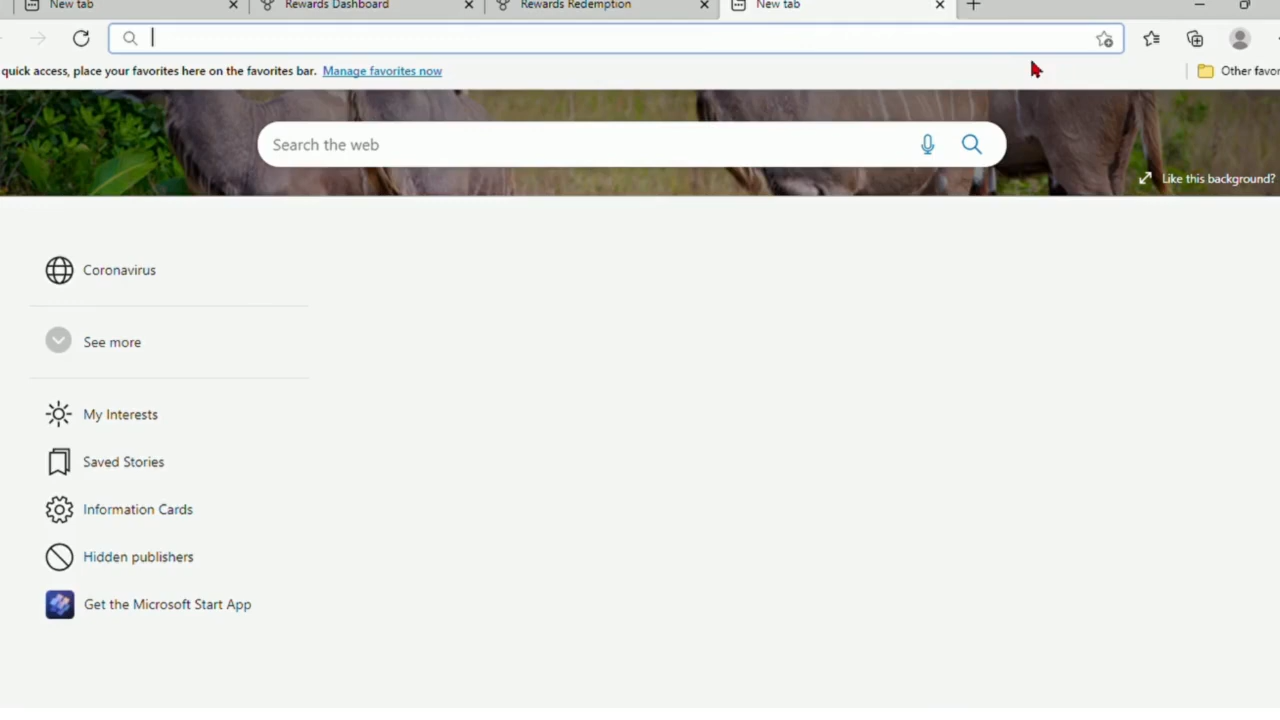 New tab
Rewards Dashboard
Rewards Redemption
New tab
quick access, place your favorites here on the favorites bar. Manage favorites now
Other favor
Search the web
Like this background?
Coronavirus
See more
My Interests
Saved Stories
Information Cards
Hidden publishers
Get the Microsoft Start App